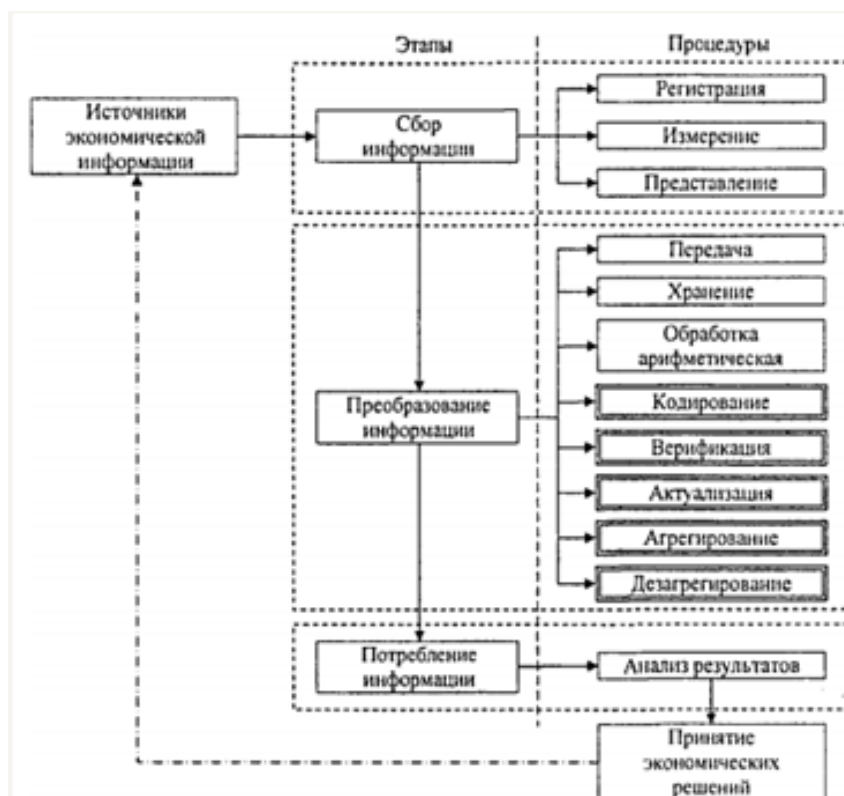 Этапы
Процедуры
Источники
экономической
информации
Сбор
информации
Регистрация
Измерение
Представление
Преобразование
информации
Передача
Хранение
Обработка
арифметическая
Кодирование
Верификация
Актуализация
Агрегирование
Дезагрегирование
Потребление
информации
Анализ результатов
Принятие
экономических
решений